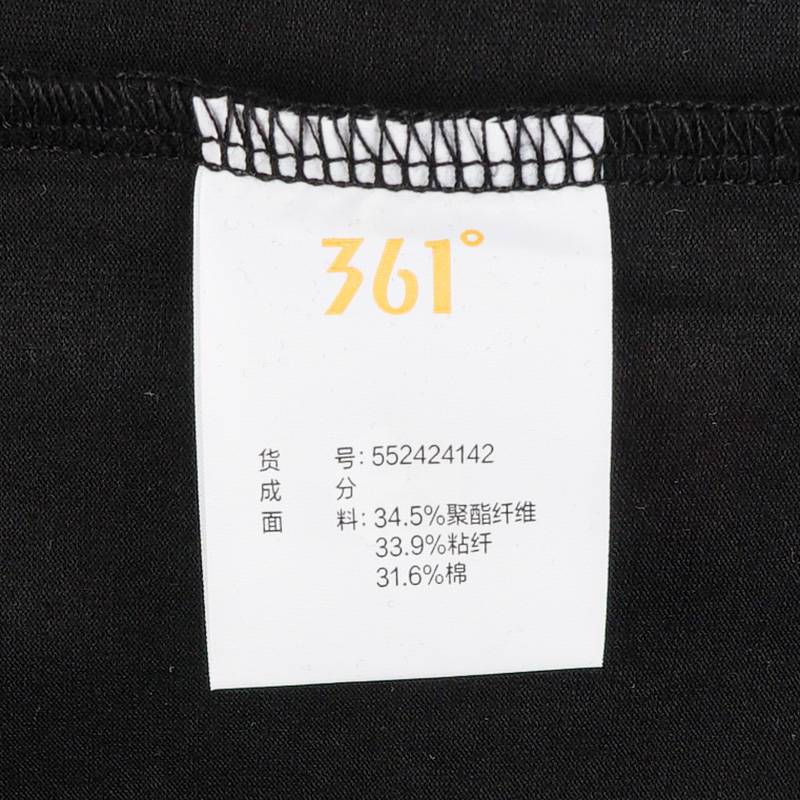 361°
货 号: 552424142
成 分
面 料: 34.5%聚酯纤维
33.9%粘纤
31.6%棉